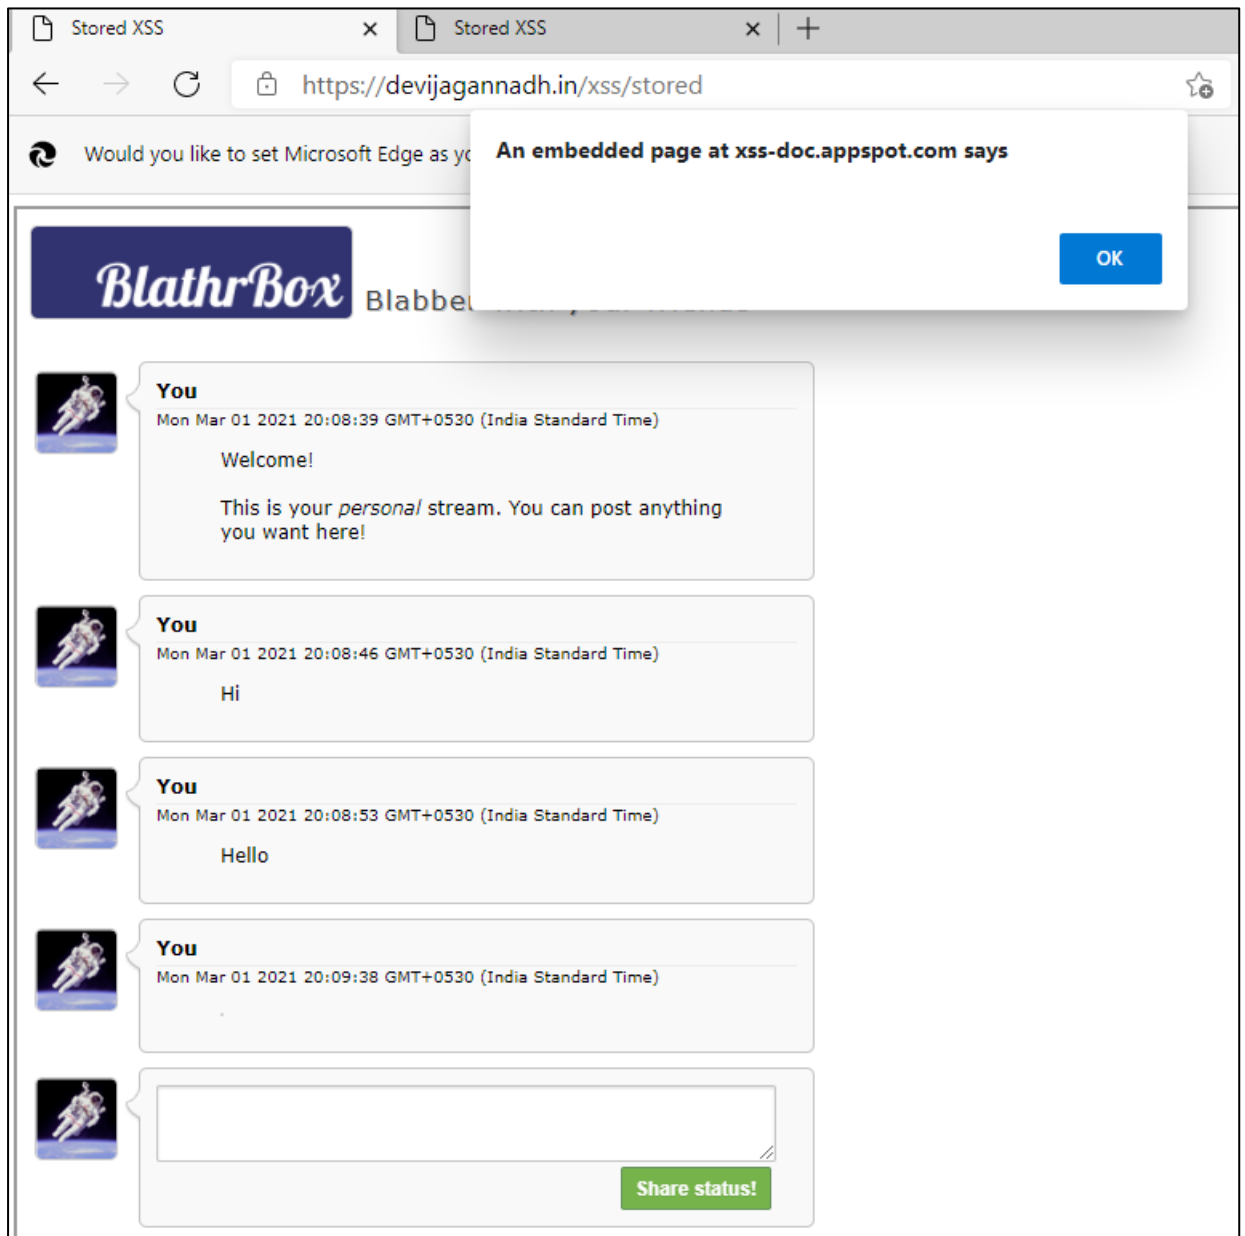 Stored XSS
Stored XSS
https://devijagannadh.in/xss/stored
Would you like to set Microsoft Edge as yo
An embedded page at xss-doc.appspot.com says
OK
BlathrBox
Blabber with your friends
You
Mon Mar 01 2021 20:08:39 GMT+0530 (India Standard Time)
Welcome!
This is your personal stream. You can post anything
you want here!
You
Mon Mar 01 2021 20:08:46 GMT+0530 (India Standard Time)
Hi
You
Mon Mar 01 2021 20:08:53 GMT+0530 (India Standard Time)
Hello
You
Mon Mar 01 2021 20:09:38 GMT+0530 (India Standard Time)
.
Share status!